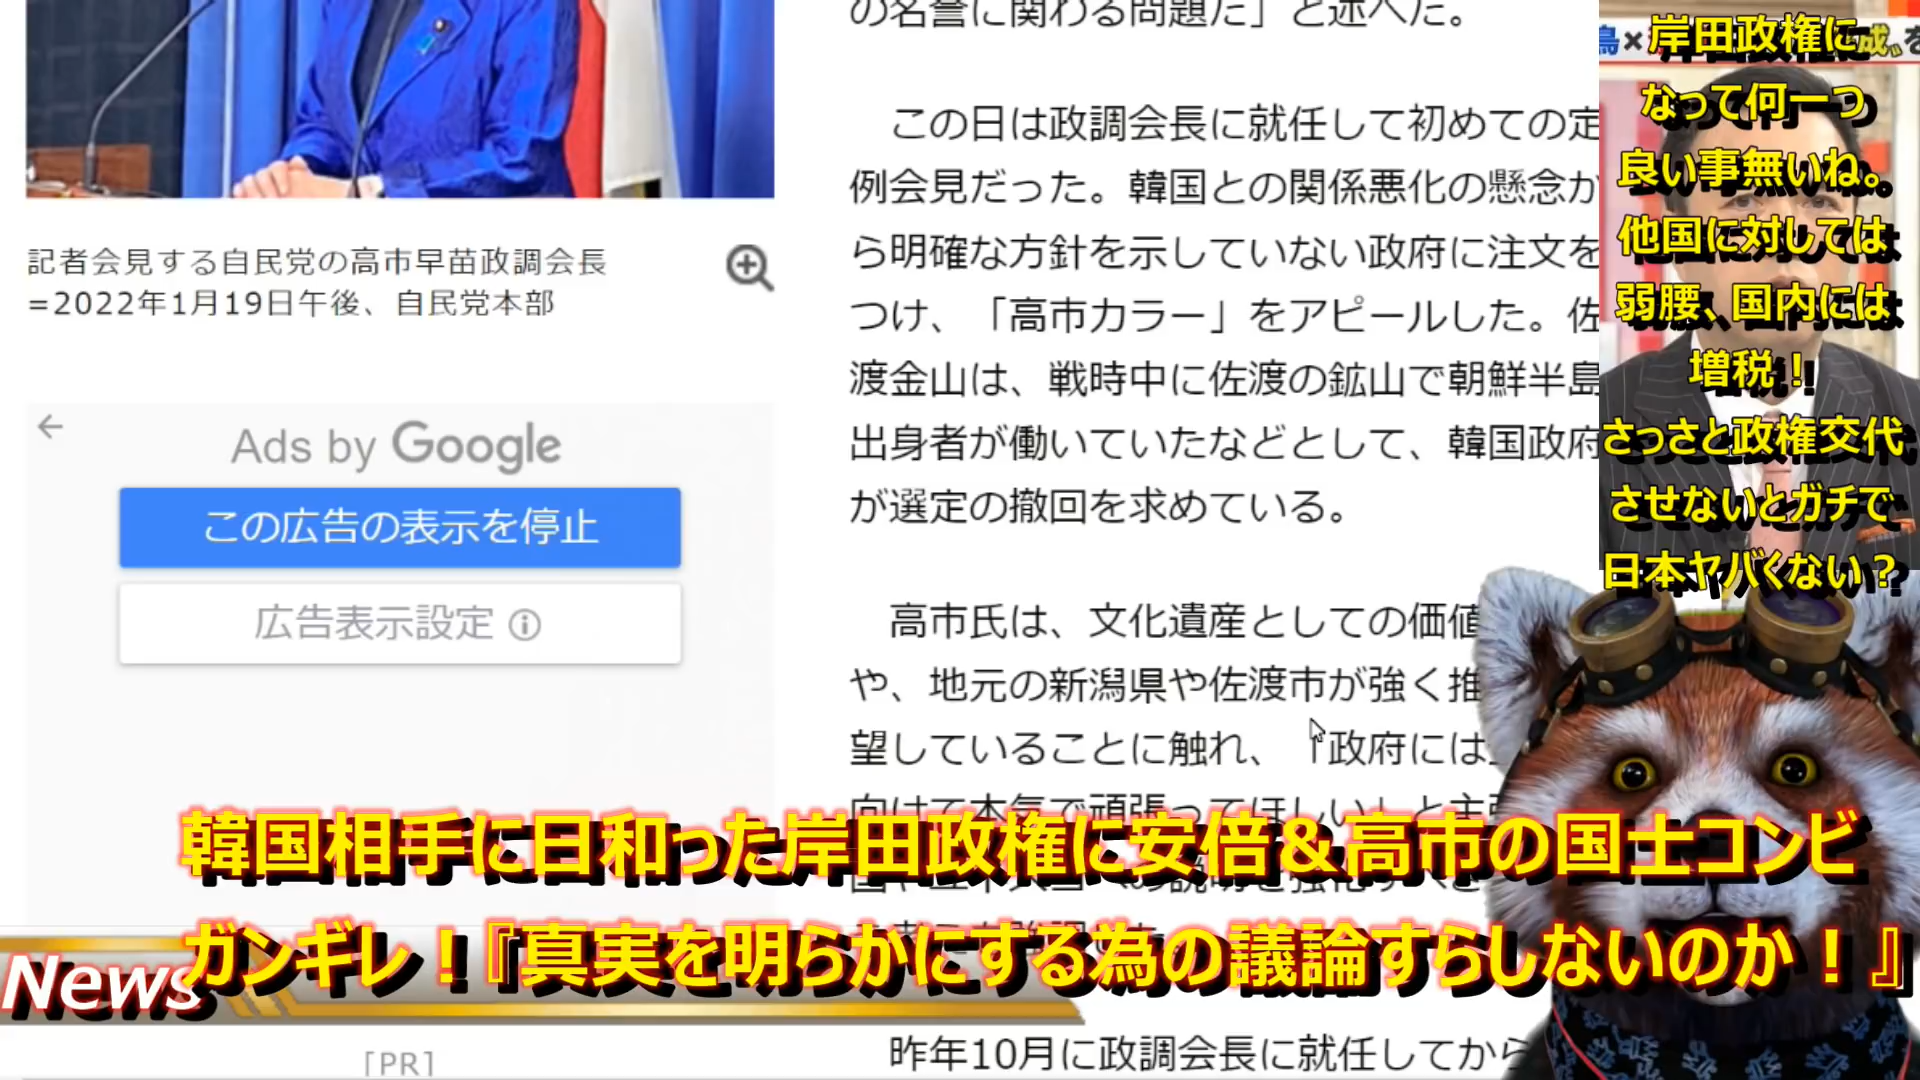 の名誉に関わる問題だ」と述べた。
この日は政調会長に就任して初めての定
例会見だった。韓国との関係悪化の懸念か
ら明確な方針を示していない政府に注文を
つけ、「高市カラー」をアピールした。佐
渡金山は、戦時中に佐渡の鉱山で朝鮮半島
出身者が働いていたなどとして、韓国政府
が選定の撤回を求めている。
高市氏は、文化遺産としての価値
や、地元の新潟県や佐渡市が強く推
望していることに触れ、「政府には
向けて本気で頑張ってほしい」と主
昨年10月に政調会長に就任してから
記者会見する自民党の高市早苗政調会長
=2022年1月19日午後、自民党本部
Ads by Google
この広告の表示を停止
広告表示設定
[PR]
岸田政権に
なって何一つ
良い事無いね。
他国に対しては
弱腰、国内には
増税！
さっさと政権交代
させないとガチで
日本ヤバくない？
韓国相手に日和った岸田政権に安倍&高市の国士コンビ
ガンギレ！『真実を明らかにする為の議論すらしないのか！』
News